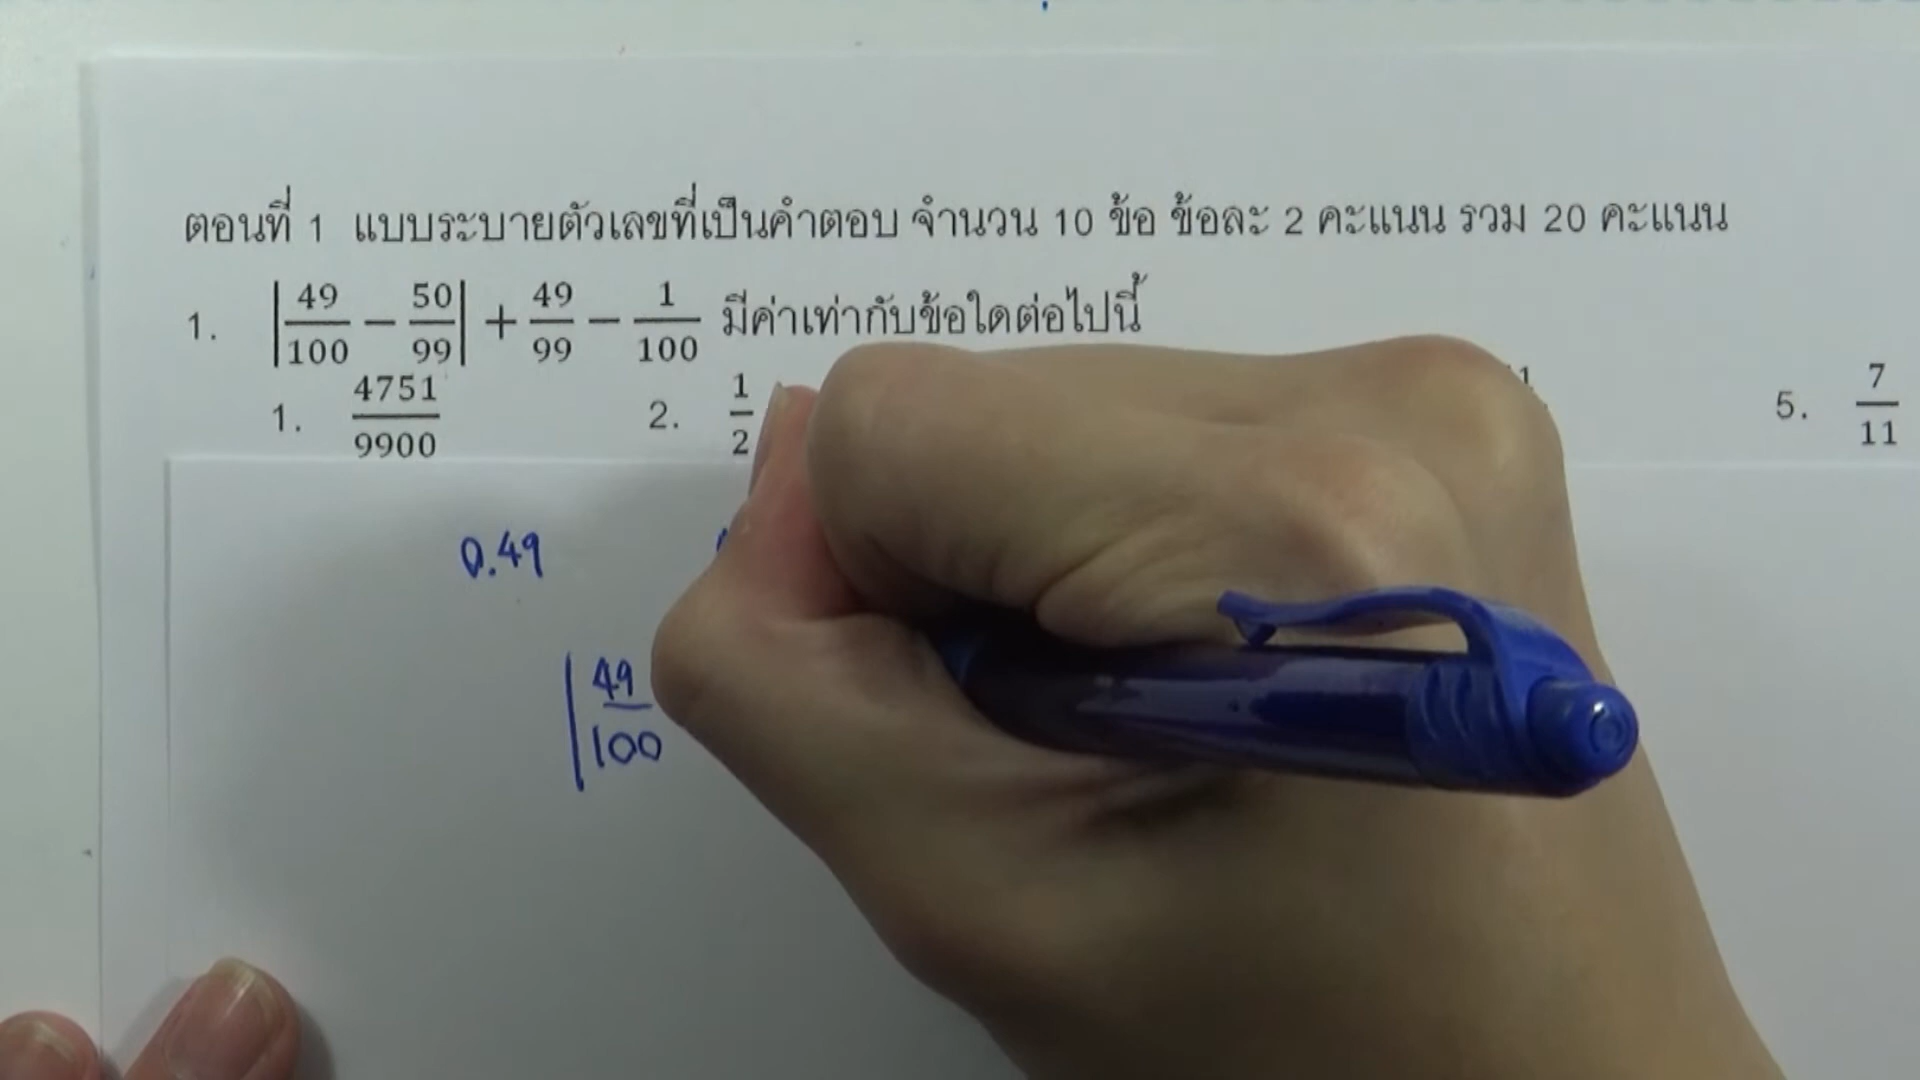 ตอนที่ 1 แบบระบายตัวเลขที่เป็นคำตอบ จำนวน 10 ข้อ ข้อละ 2 คะแนน รวม 20 คะแนน
1. |49/100 − 50/99| + 49/99 − 1/100 มีค่าเท่ากับข้อใดต่อไปนี้
1. 4751/9900 2. 1/2 5. 7/11
0.49
|49/100